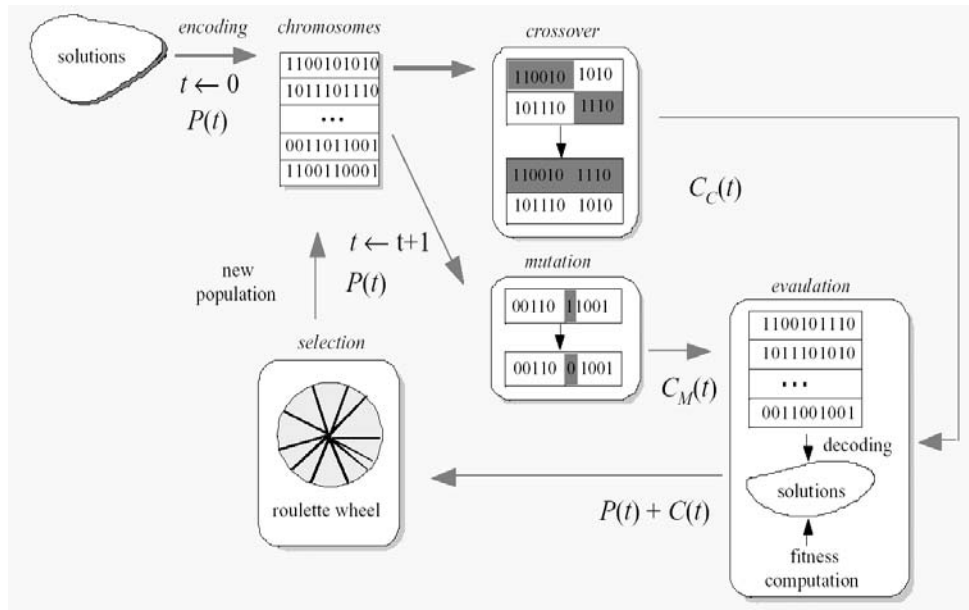 solutions
encoding
t ← 0
P(t)
chromosomes
1100101010
1011101110
...
0011011001
1100110001
crossover
110010 1010
101110 1110
110010 1110
101110 1010
C_C(t)
t ← t+1
P(t)
new
population
mutation
00110 11001
00110 0 1001
C_M(t)
evaulation
1100101110
1011101010
...
0011001001
decoding
solutions
fitness
computation
selection
roulette wheel
P(t) + C(t)